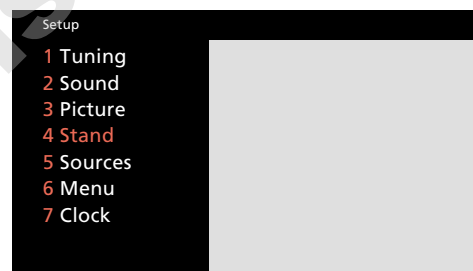 Setup
1 Tuning
2 Sound
3 Picture
4 Stand
5 Sources
6 Menu
7 Clock